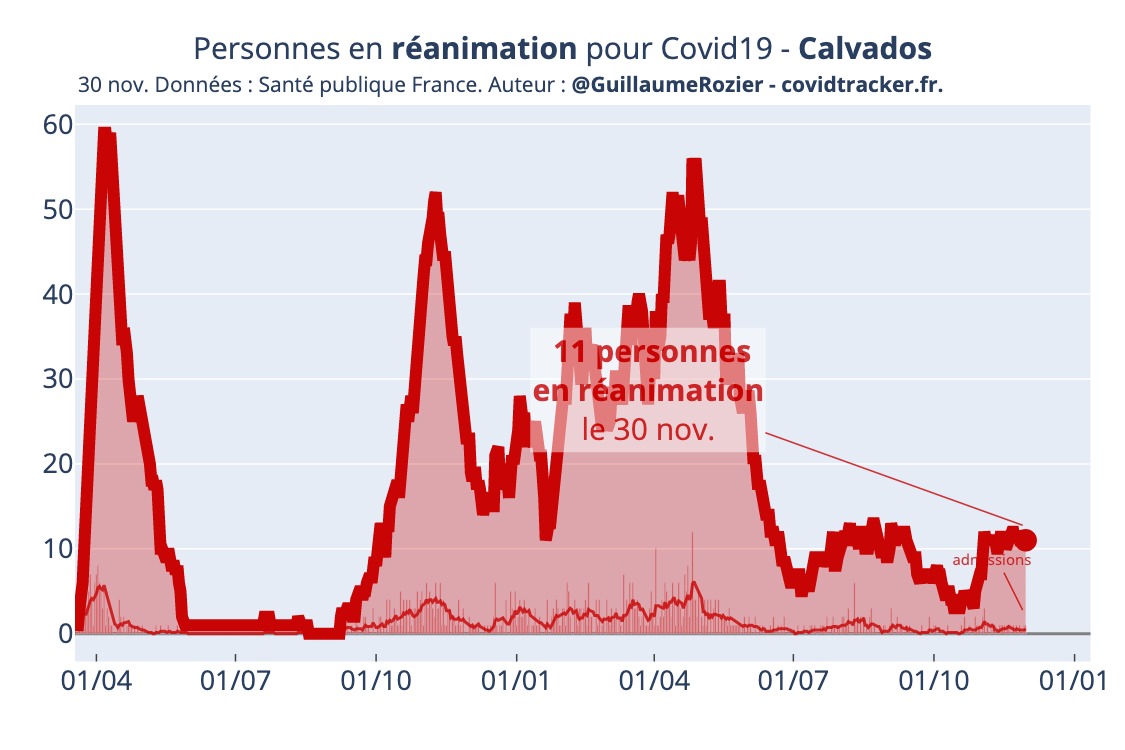 Personnes en réanimation pour Covid19 - Calvados
30 nov. Données : Santé publique France. Auteur : @GuillaumeRozier - covidtracker.fr.
60
50
40
30
20
10
0
11 personnes
en réanimation
le 30 nov.
admissions
01/04
01/07
01/10
01/01
01/04
01/07
01/10
01/01